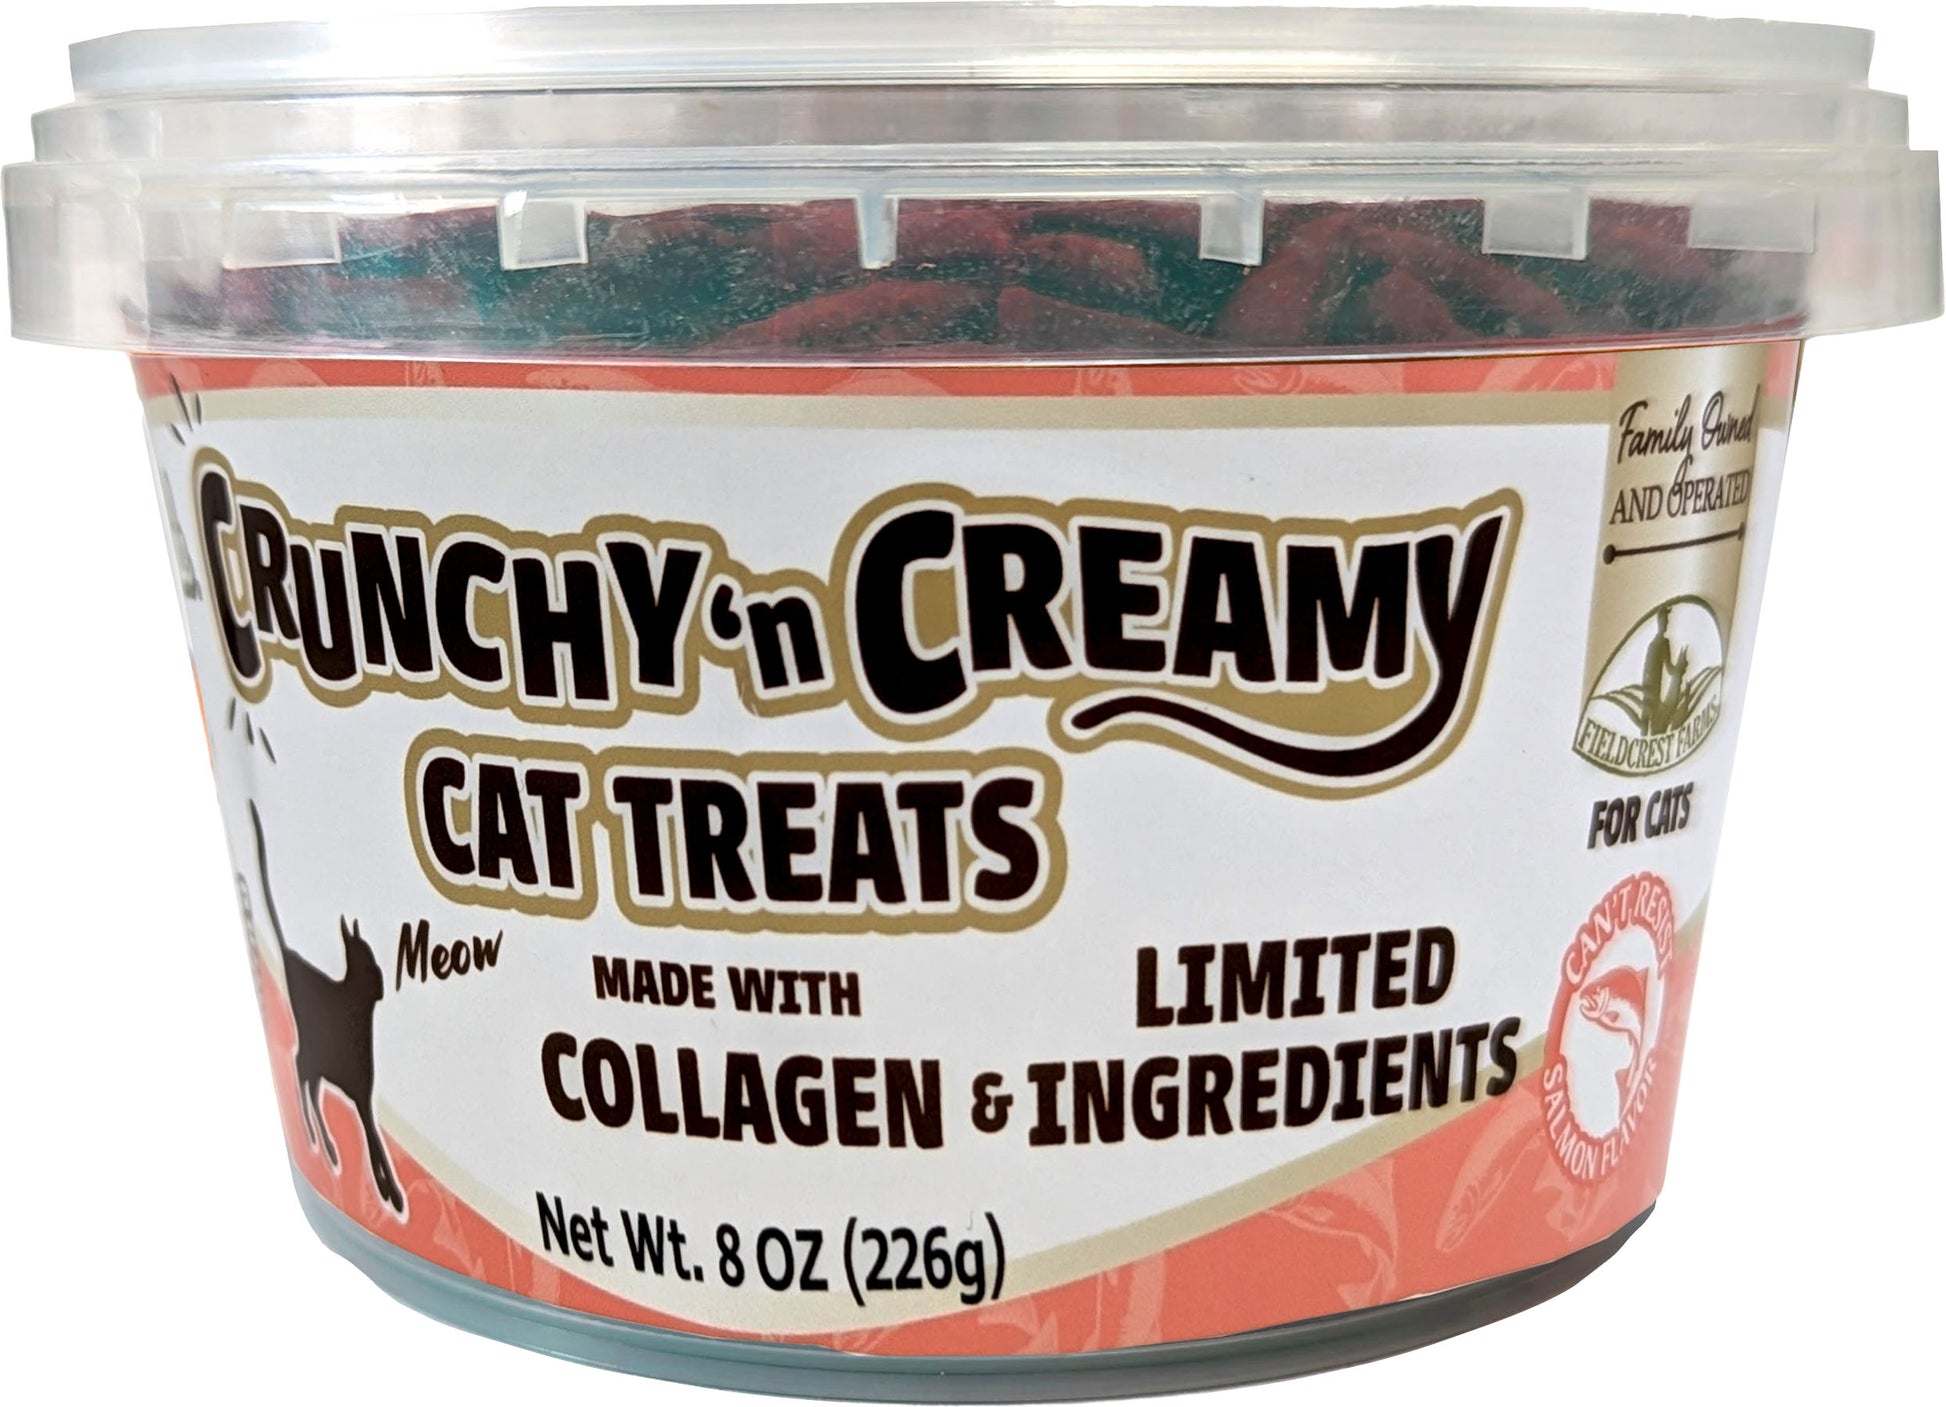 CRUNCHY 'n CREAMY
CAT TREATS
Meow
MADE WITH
COLLAGEN &
LIMITED
INGREDIENTS
Net Wt. 8 OZ (226g)
Family Owned
AND OPERATED
FIELDCREST FARMS
FOR CATS
CAN'T RESIST
SALMON FLAVOR